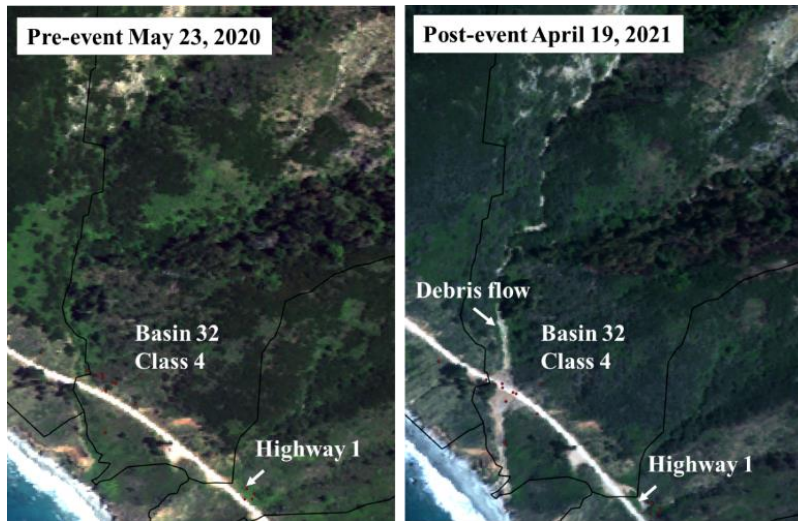 Pre-event May 23, 2020
Basin 32
Class 4
Highway 1
Post-event April 19, 2021
Debris flow
Basin 32
Class 4
Highway 1